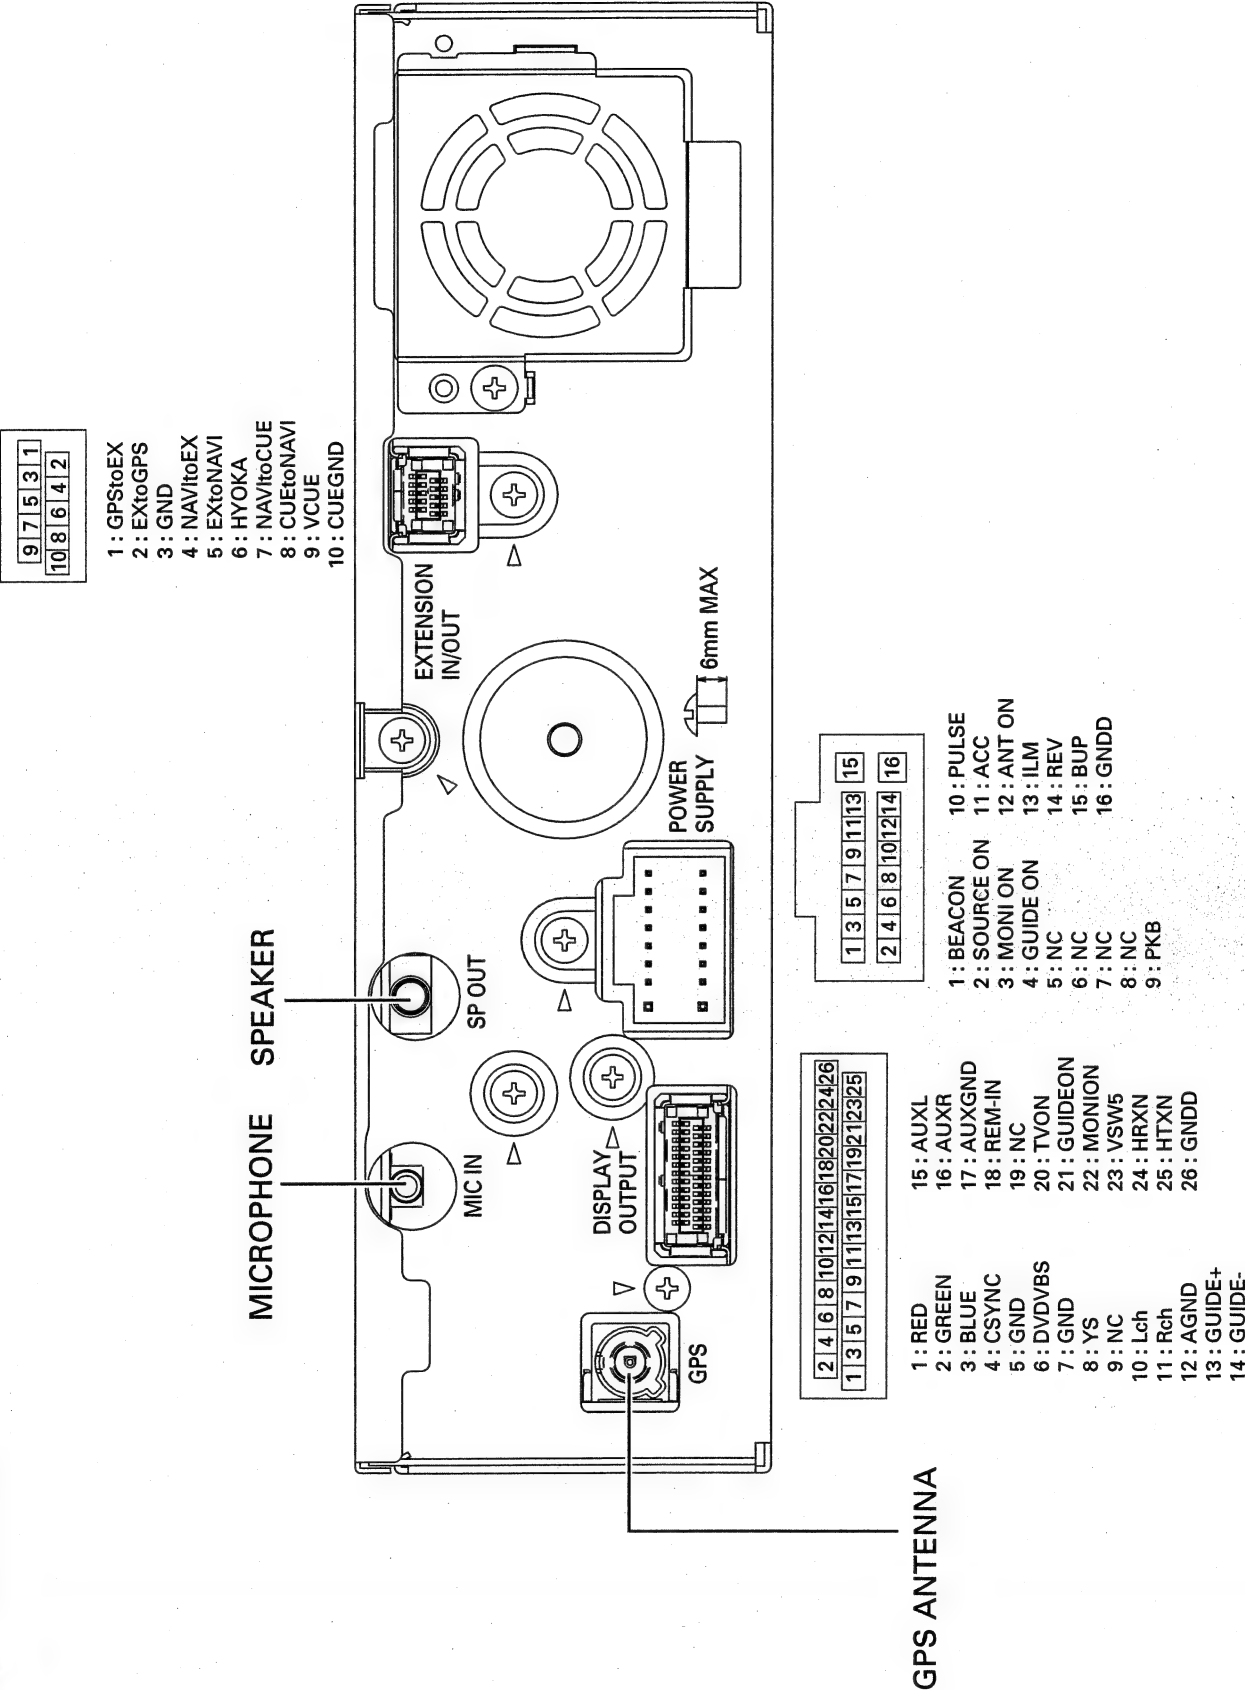 9 7 5 3 1
10 8 6 4 2
1 : GPStoEX
2 : EXtoGPS
3 : GND
4 : NAVItoEX
5 : EXtoNAVI
6 : HYOKA
7 : NAVItoCUE
8 : CUEtoNAVI
9 : VCUE
10 : CUEGND
MICROPHONE
SPEAKER
MIC IN
SP OUT
EXTENSION
IN/OUT
GPS
DISPLAY
OUTPUT
POWER
SUPPLY
6mm MAX
GPS ANTENNA
2 4 6 8 10 12 14 16 18 20 22 24 26
1 3 5 7 9 11 13 15 17 19 21 23 25
1 : RED
2 : GREEN
3 : BLUE
4 : CSYNC
5 : GND
6 : DVDVBS
7 : GND
8 : YS
9 : NC
10 : Lch
11 : Rch
12 : AGND
13 : GUIDE+
14 : GUIDE-
15 : AUXL
16 : AUXR
17 : AUXGND
18 : REM-IN
19 : NC
20 : TVON
21 : GUIDEON
22 : MONION
23 : VSW5
24 : HRXN
25 : HTXN
26 : GNDD
1 3 5 7 9 11 13 15
2 4 6 8 10 12 14 16
1 : BEACON
2 : SOURCE ON
3 : MONI ON
4 : GUIDE ON
5 : NC
6 : NC
7 : NC
8 : NC
9 : PKB
10 : PULSE
11 : ACC
12 : ANT ON
13 : ILM
14 : REV
15 : BUP
16 : GNDD